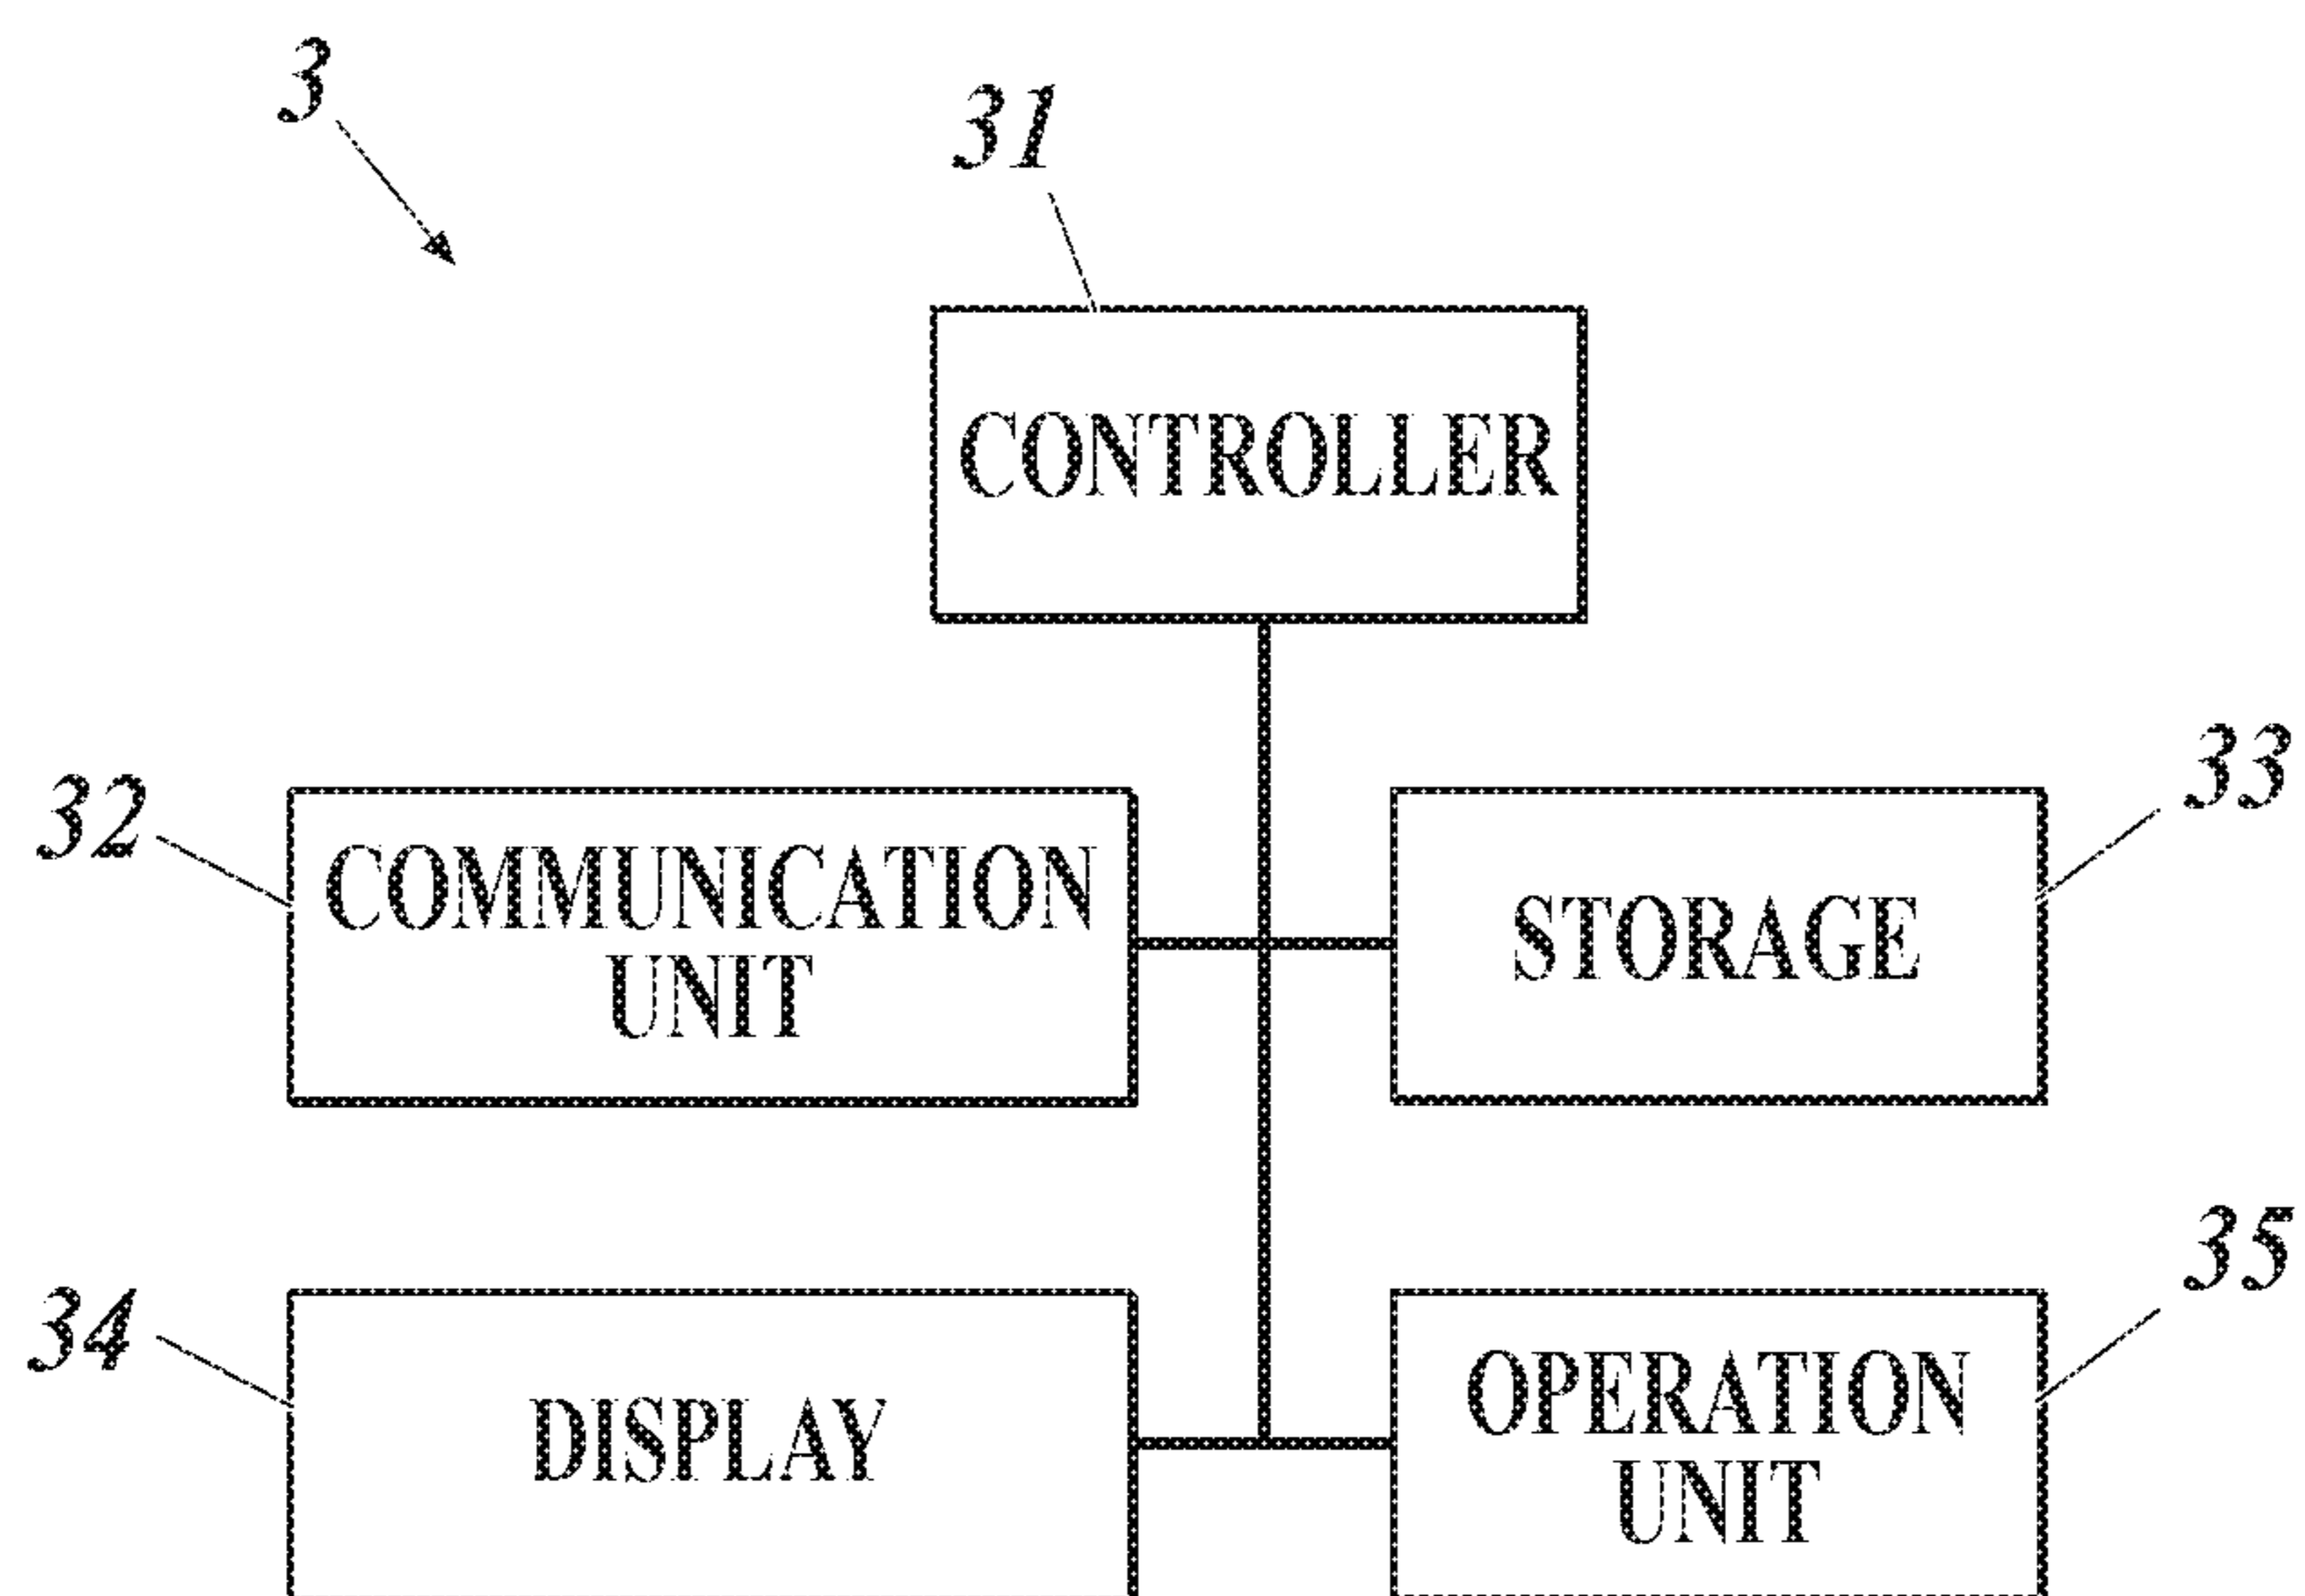 3
31
CONTROLLER
32
COMMUNICATION
UNIT
33
STORAGE
34
DISPLAY
35
OPERATION
UNIT